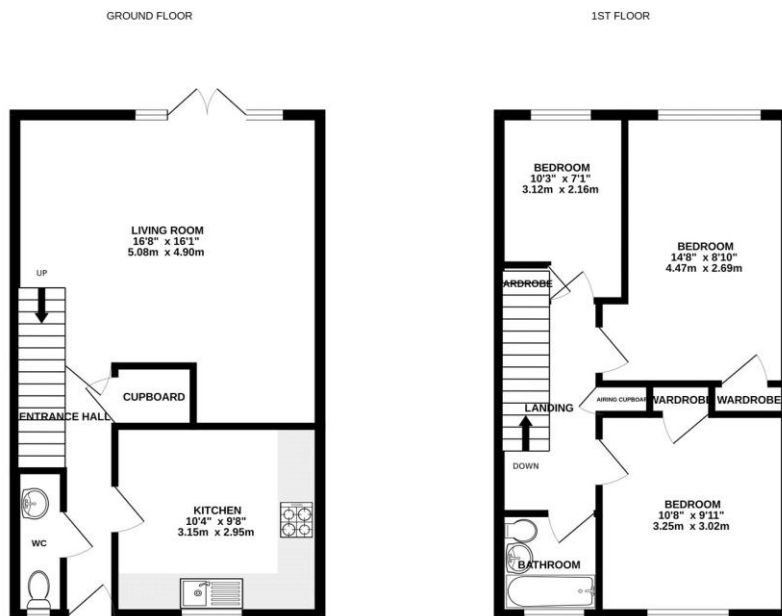 GROUND FLOOR
1ST FLOOR
LIVING ROOM
16'8" x 16'1"
5.08m x 4.90m
UP
CUPBOARD
ENTRANCE HALL
KITCHEN
10'4" x 9'8"
3.15m x 2.95m
WC
BEDROOM
10'3" x 7'1"
3.12m x 2.16m
BEDROOM
14'8" x 8'10"
4.47m x 2.69m
ARDROBE
AIRING CUPBOARD
WARDROBE
WARDROBE
LANDING
DOWN
BEDROOM
10'8" x 9'11"
3.25m x 3.02m
BATHROOM